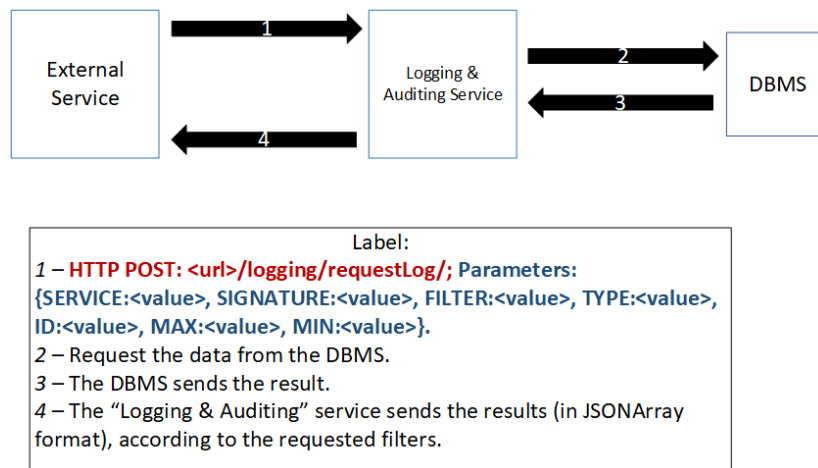 External
Service
1
Logging &
Auditing Service
2
3
DBMS
4
Label:
1 – HTTP POST: <url>/logging/requestLog/; Parameters:
{SERVICE:<value>, SIGNATURE:<value>, FILTER:<value>, TYPE:<value>,
ID:<value>, MAX:<value>, MIN:<value>}.
2 – Request the data from the DBMS.
3 – The DBMS sends the result.
4 – The “Logging & Auditing” service sends the results (in JSONArray
format), according to the requested filters.